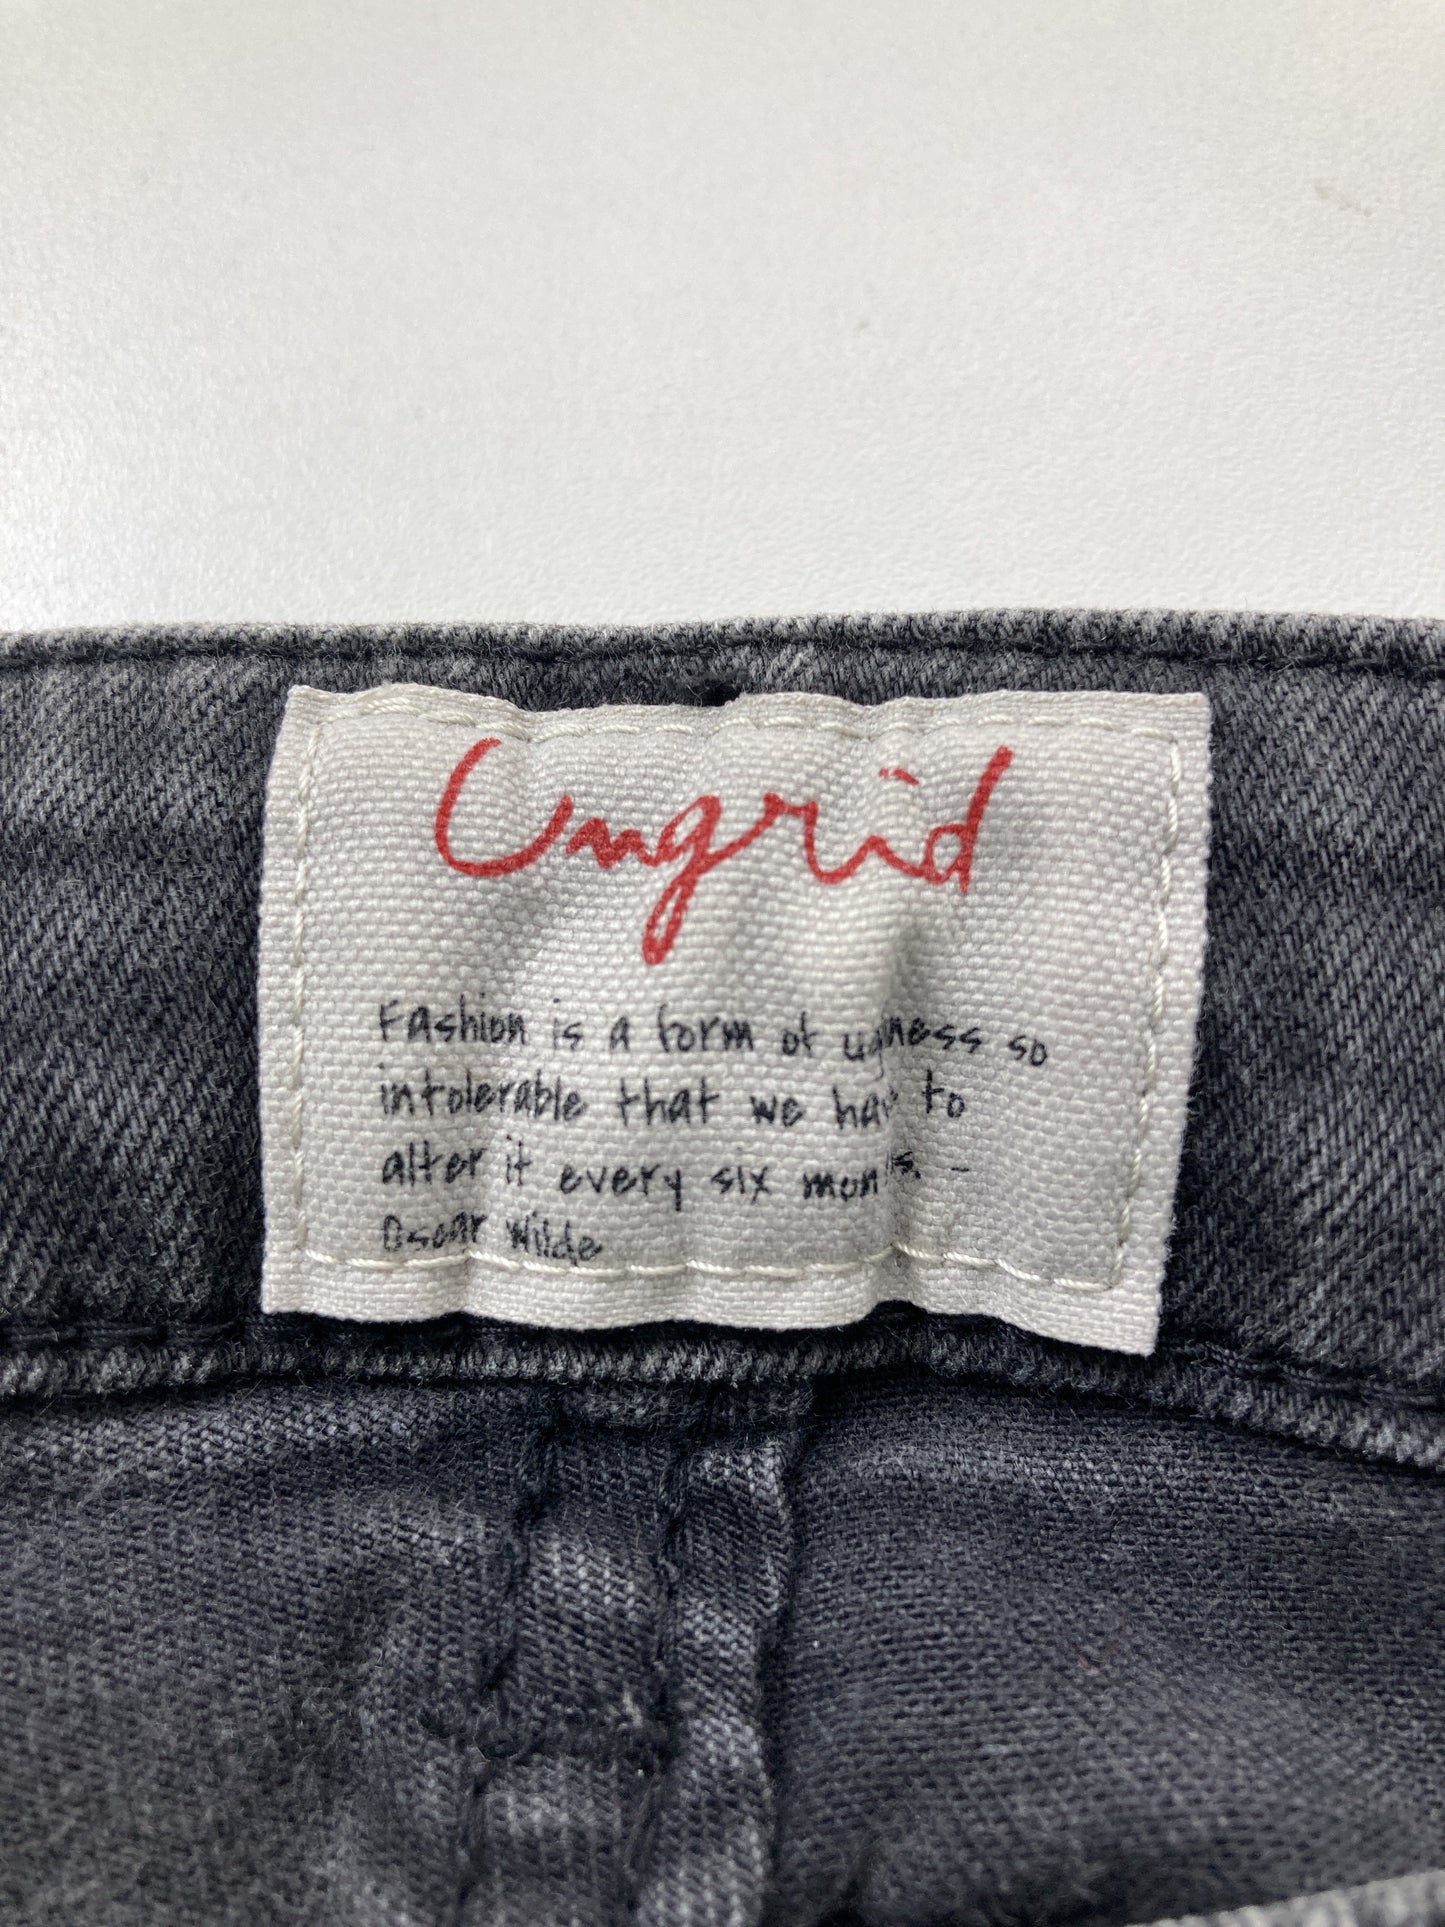 Ungrid
Fashion is a form of ugliness so
intolerable that we have to
alter it every six months. -
Oscar Wilde